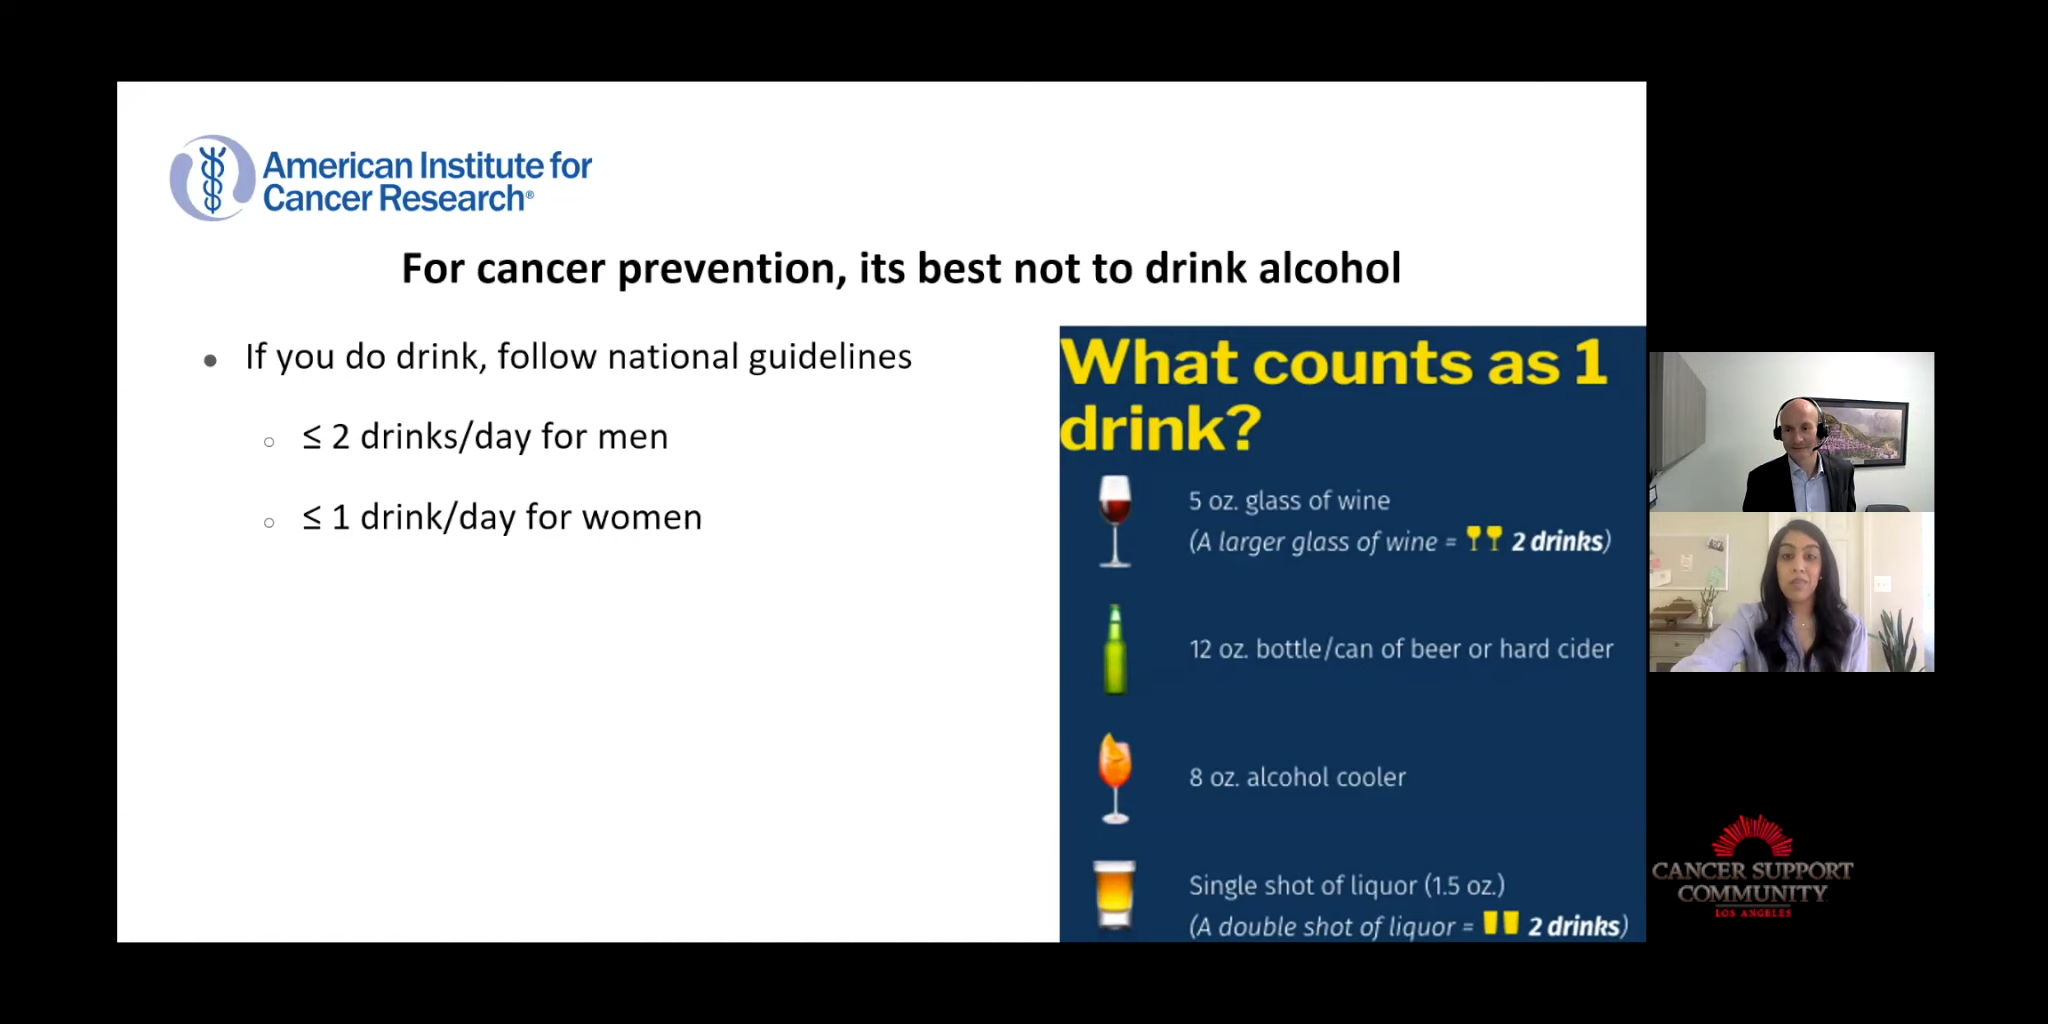 American Institute for
Cancer Research®
For cancer prevention, its best not to drink alcohol
● If you do drink, follow national guidelines
○ ≤ 2 drinks/day for men
○ ≤ 1 drink/day for women
What counts as 1
drink?
5 oz. glass of wine
(A larger glass of wine = 2 drinks)
12 oz. bottle/can of beer or hard cider
8 oz. alcohol cooler
Single shot of liquor (1.5 oz.)
(A double shot of liquor = 2 drinks)
CANCER SUPPORT
COMMUNITY
LOS ANGELES